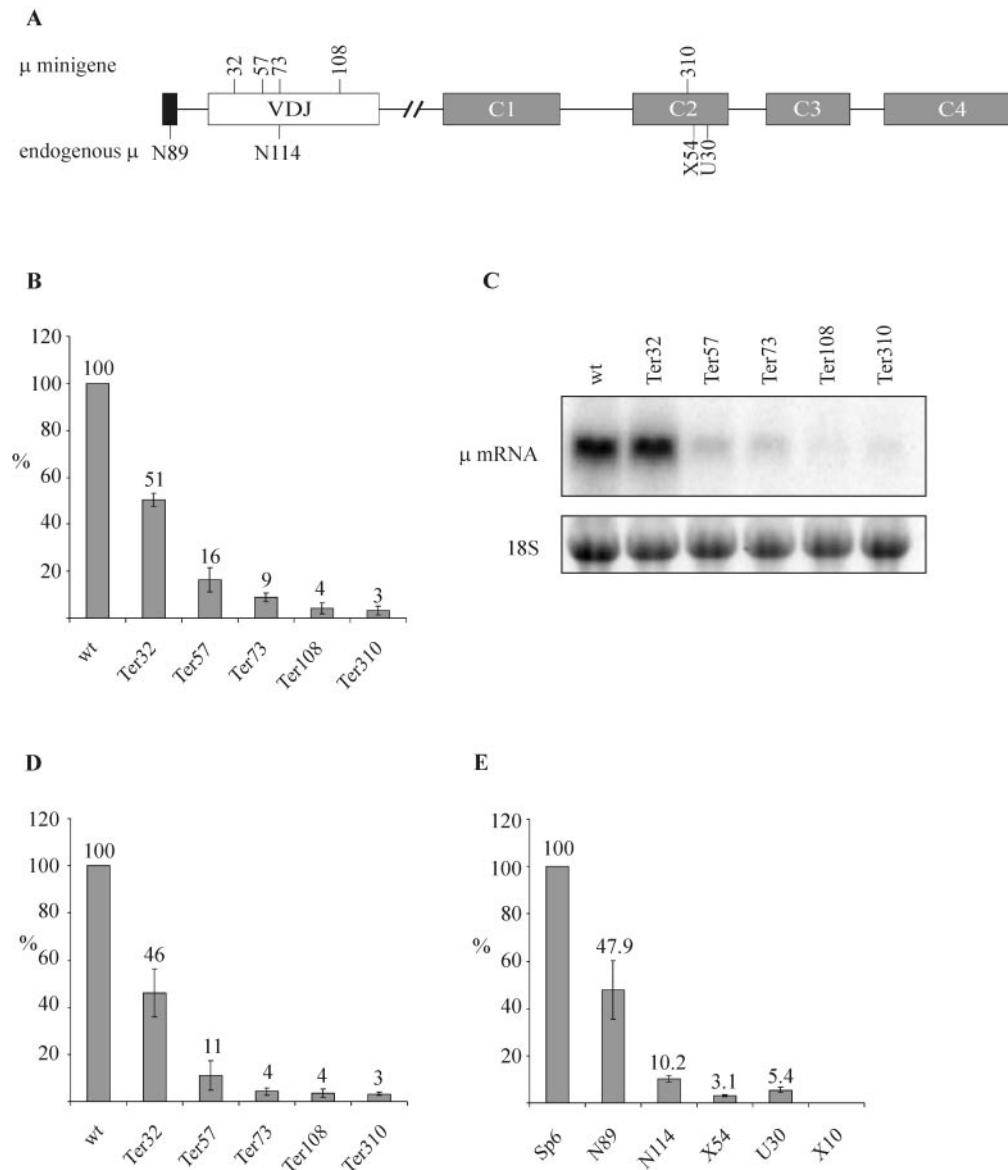 A
µ minigene
32 57 73 108 310
VDJ C1 C2 C3 C4
endogenous µ
N89 N114 X54 U30
B
120
100
80
60
40
20
%
100 51 16 9 4 3
wt Ter32 Ter57 Ter73 Ter108 Ter310
C
wt Ter32 Ter57 Ter73 Ter108 Ter310
µ mRNA
18S
D
120
100
80
60
40
20
%
100 46 11 4 4 3
wt Ter32 Ter57 Ter73 Ter108 Ter310
E
120
100
80
60
40
20
%
100 47.9 10.2 3.1 5.4
Sp6 N89 N114 X54 U30 X10